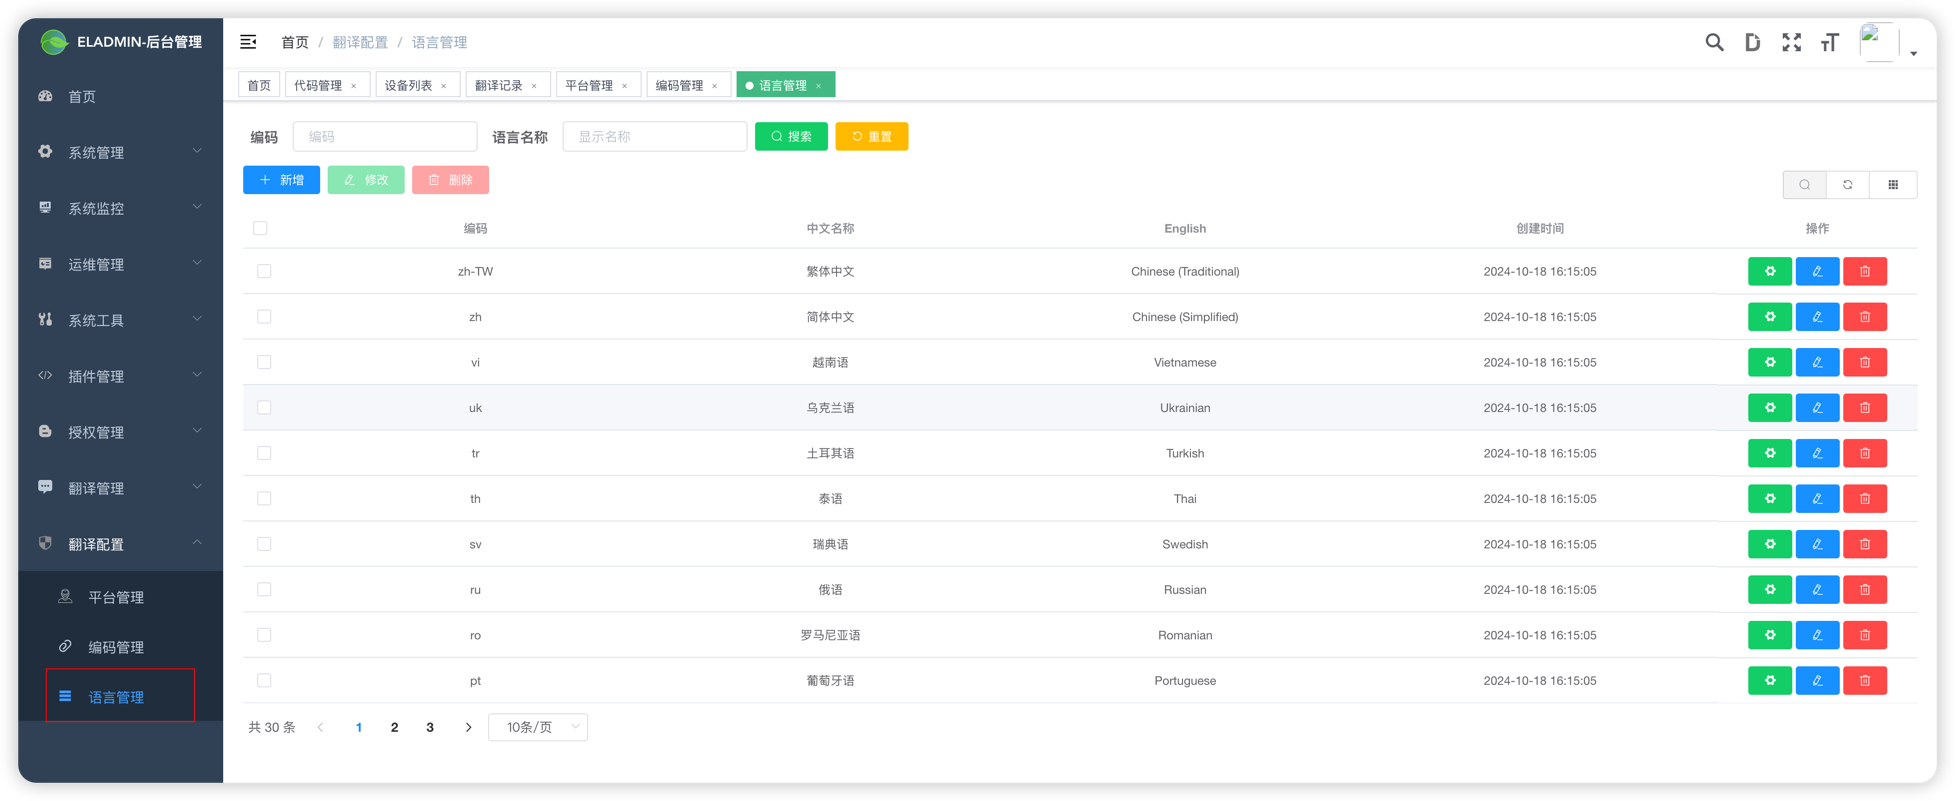 ELADMIN-后台管理
首页 / 翻译配置 / 语言管理
首页
系统管理
系统监控
运维管理
系统工具
插件管理
授权管理
翻译管理
翻译配置
平台管理
编码管理
语言管理
首页 代码管理 × 设备列表 × 翻译记录 × 平台管理 × 编码管理 × 语言管理 ×
编码 编码 语言名称 显示名称 搜索 重置
新增 修改 删除
编码 中文名称 English 创建时间 操作
zh-TW 繁体中文 Chinese (Traditional) 2024-10-18 16:15:05
zh 简体中文 Chinese (Simplified) 2024-10-18 16:15:05
vi 越南语 Vietnamese 2024-10-18 16:15:05
uk 乌克兰语 Ukrainian 2024-10-18 16:15:05
tr 土耳其语 Turkish 2024-10-18 16:15:05
th 泰语 Thai 2024-10-18 16:15:05
sv 瑞典语 Swedish 2024-10-18 16:15:05
ru 俄语 Russian 2024-10-18 16:15:05
ro 罗马尼亚语 Romanian 2024-10-18 16:15:05
pt 葡萄牙语 Portuguese 2024-10-18 16:15:05
共 30 条 1 2 3 10条/页